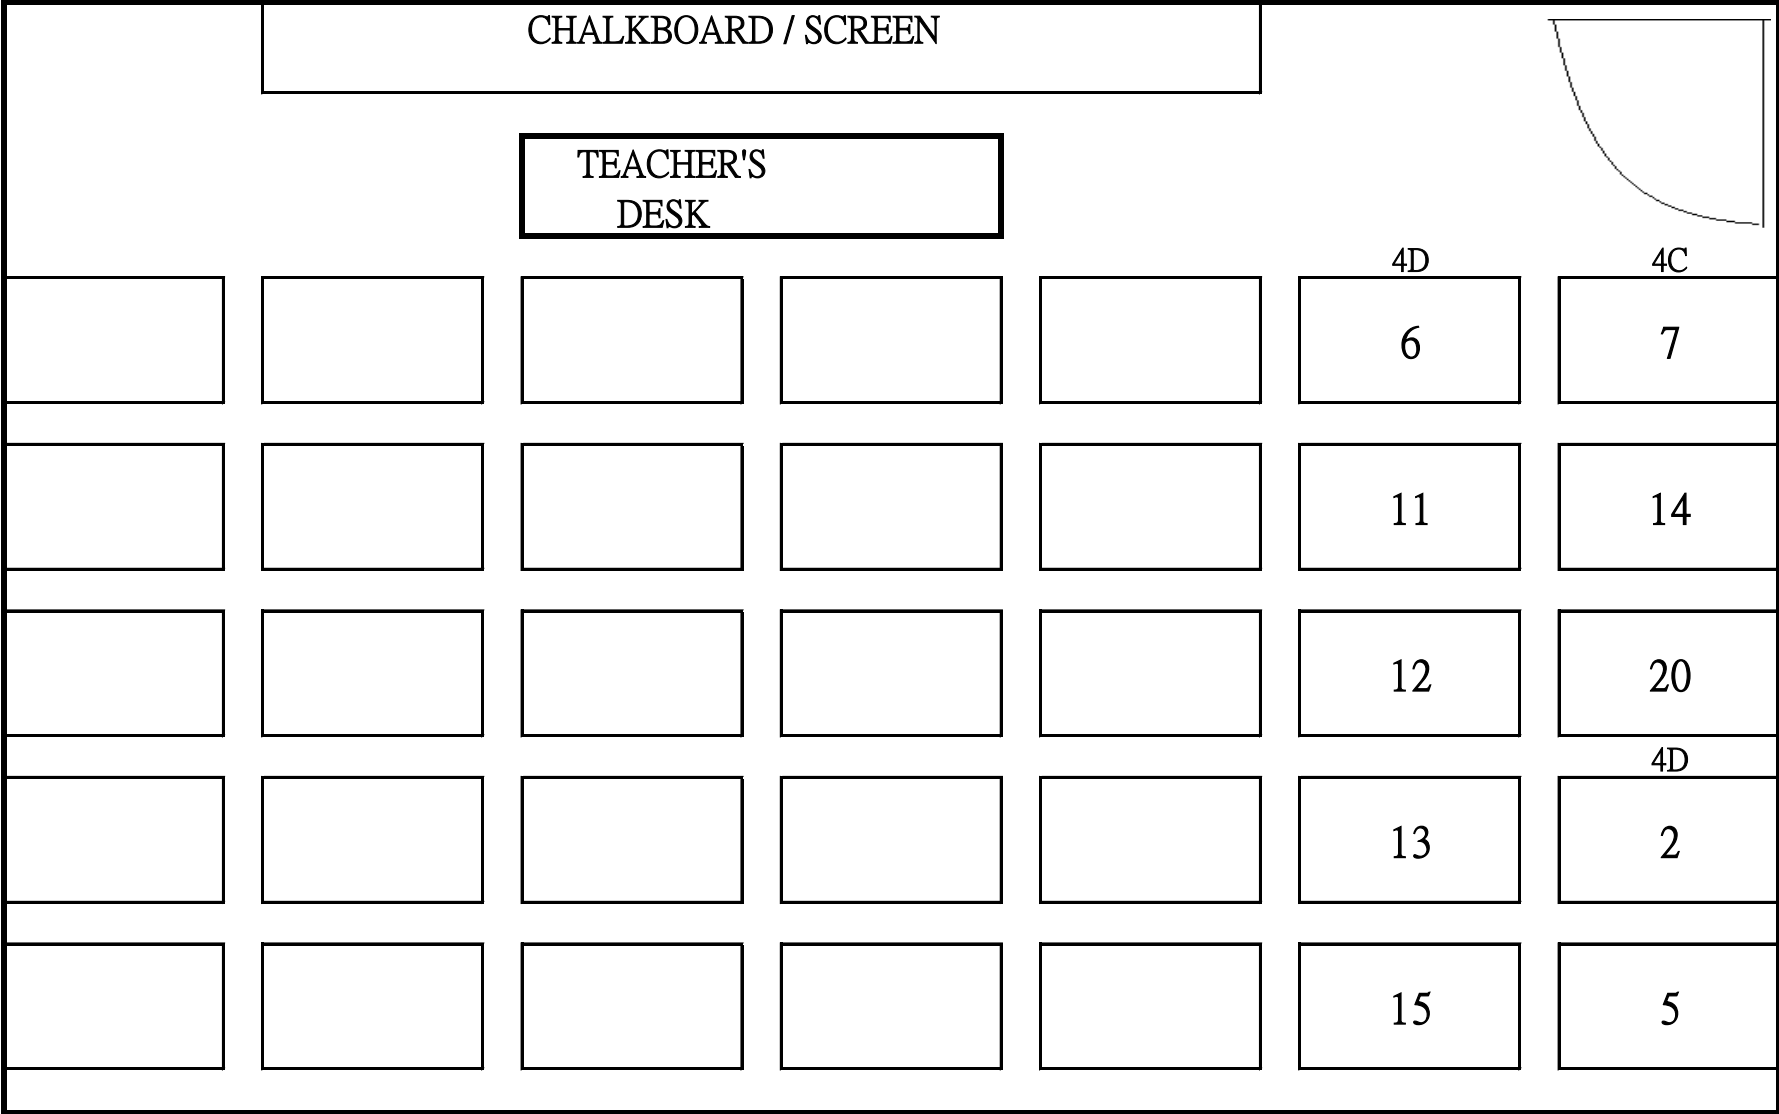 CHALKBOARD / SCREEN
TEACHER'S
DESK
4D 4C
6 7
11 14
12 20
4D
13 2
15 5